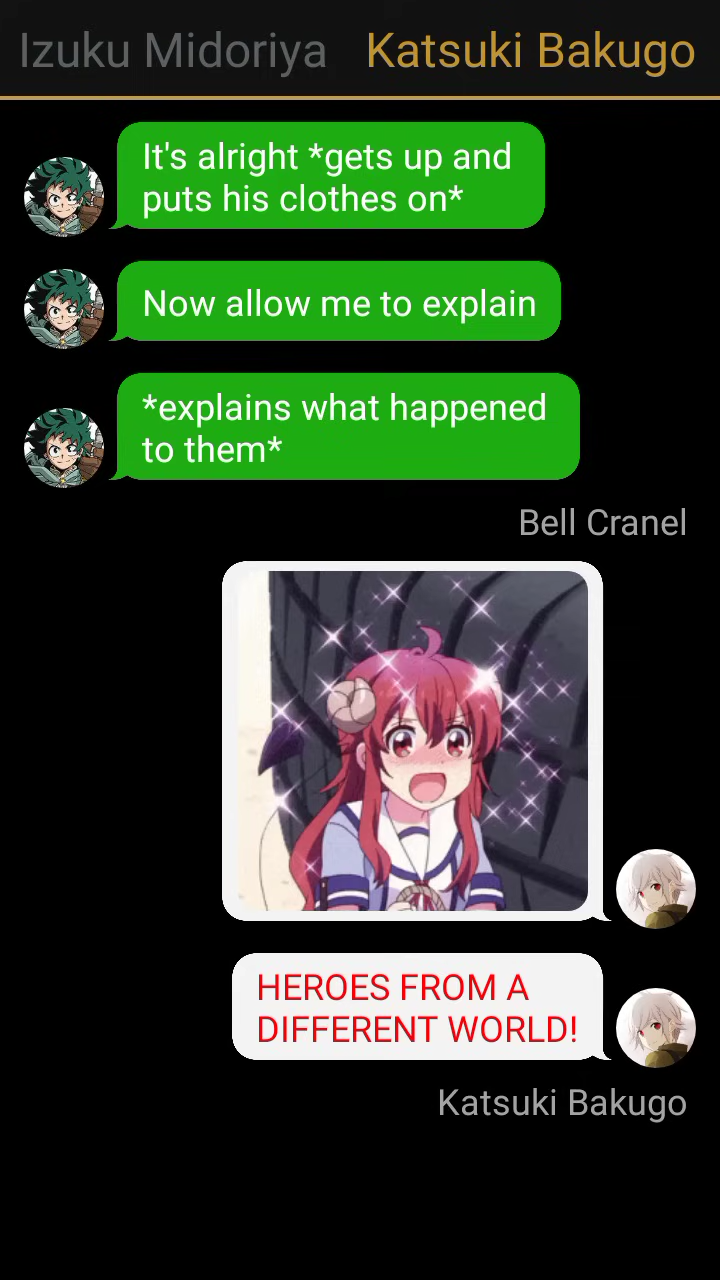 Izuku Midoriya Katsuki Bakugo
It's alright *gets up and
puts his clothes on*
Now allow me to explain
*explains what happened
to them*
Bell Cranel
HEROES FROM A
DIFFERENT WORLD!
Katsuki Bakugo